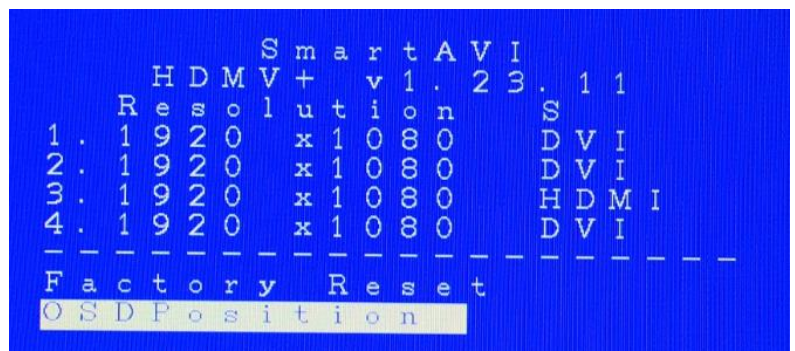 SmartAVI
HDMV+ v1.23.11
Resolution S
1. 1920 x1080 DVI
2. 1920 x1080 DVI
3. 1920 x1080 HDMI
4. 1920 x1080 DVI
-----------------------
Factory Reset
OSDPosition